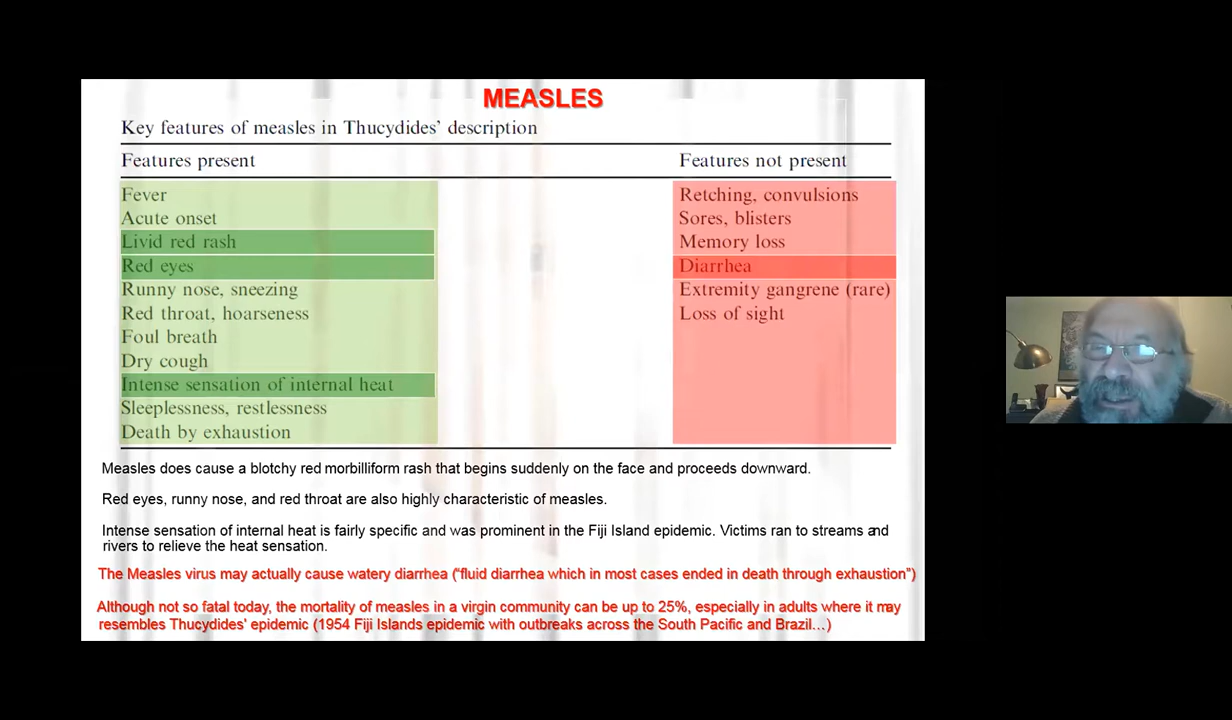 MEASLES
Key features of measles in Thucydides' description
Features present Features not present
Fever Retching, convulsions
Acute onset Sores, blisters
Livid red rash Memory loss
Red eyes Diarrhea
Runny nose, sneezing Extremity gangrene (rare)
Red throat, hoarseness Loss of sight
Foul breath
Dry cough
Intense sensation of internal heat
Sleeplessness, restlessness
Death by exhaustion
Measles does cause a blotchy red morbilliform rash that begins suddenly on the face and proceeds downward.
Red eyes, runny nose, and red throat are also highly characteristic of measles.
Intense sensation of internal heat is fairly specific and was prominent in the Fiji Island epidemic. Victims ran to streams and
rivers to relieve the heat sensation.
The Measles virus may actually cause watery diarrhea ("fluid diarrhea which in most cases ended in death through exhaustion")
Although not so fatal today, the mortality of measles in a virgin community can be up to 25%, especially in adults where it may
resembles Thucydides' epidemic (1954 Fiji Islands epidemic with outbreaks across the South Pacific and Brazil...)